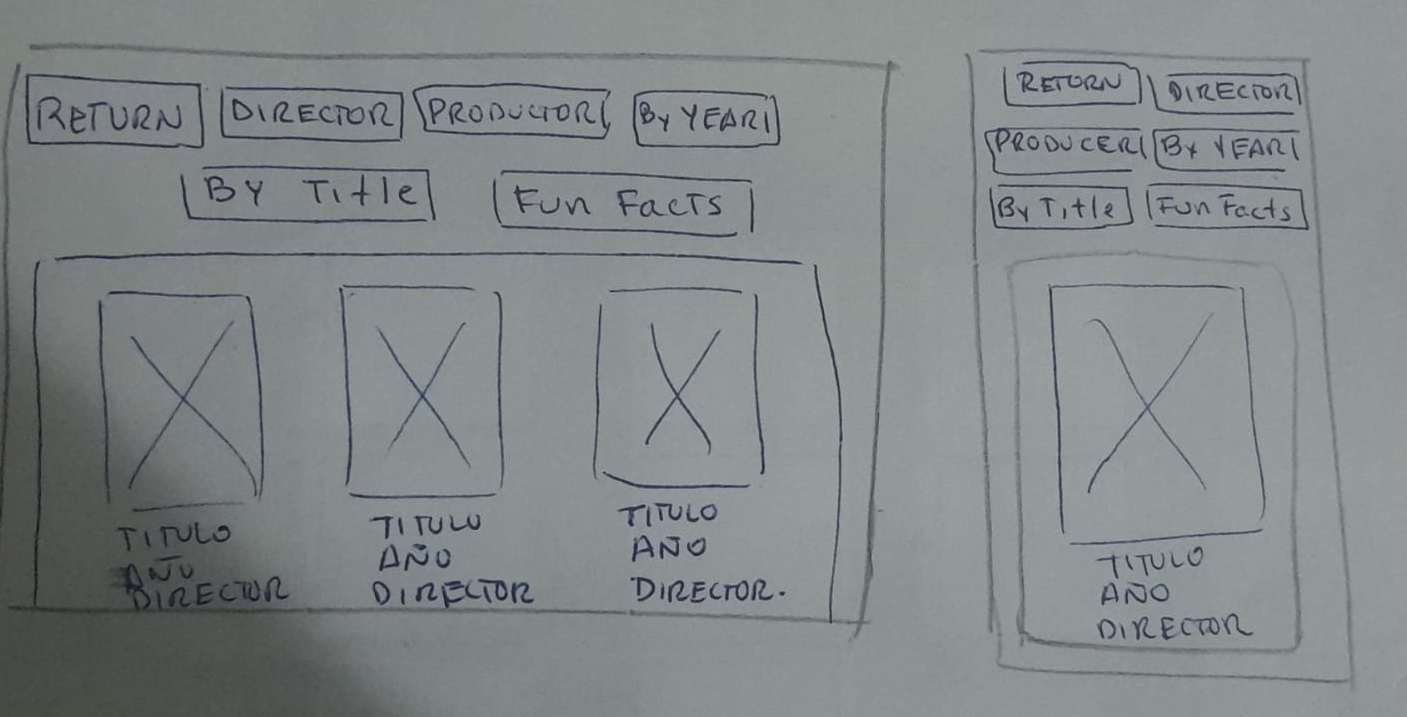 RETURN DIRECTOR PRODUCTOR By YEAR
By Title Fun FACTS
TITULO TITULO TITULO
AÑO AÑO AÑO
DIRECTOR DIRECTOR DIRECTOR.
RETURN DIRECTOR
PRODUCER By YEAR
By Title Fun Facts
TITULO
AÑO
DIRECTOR